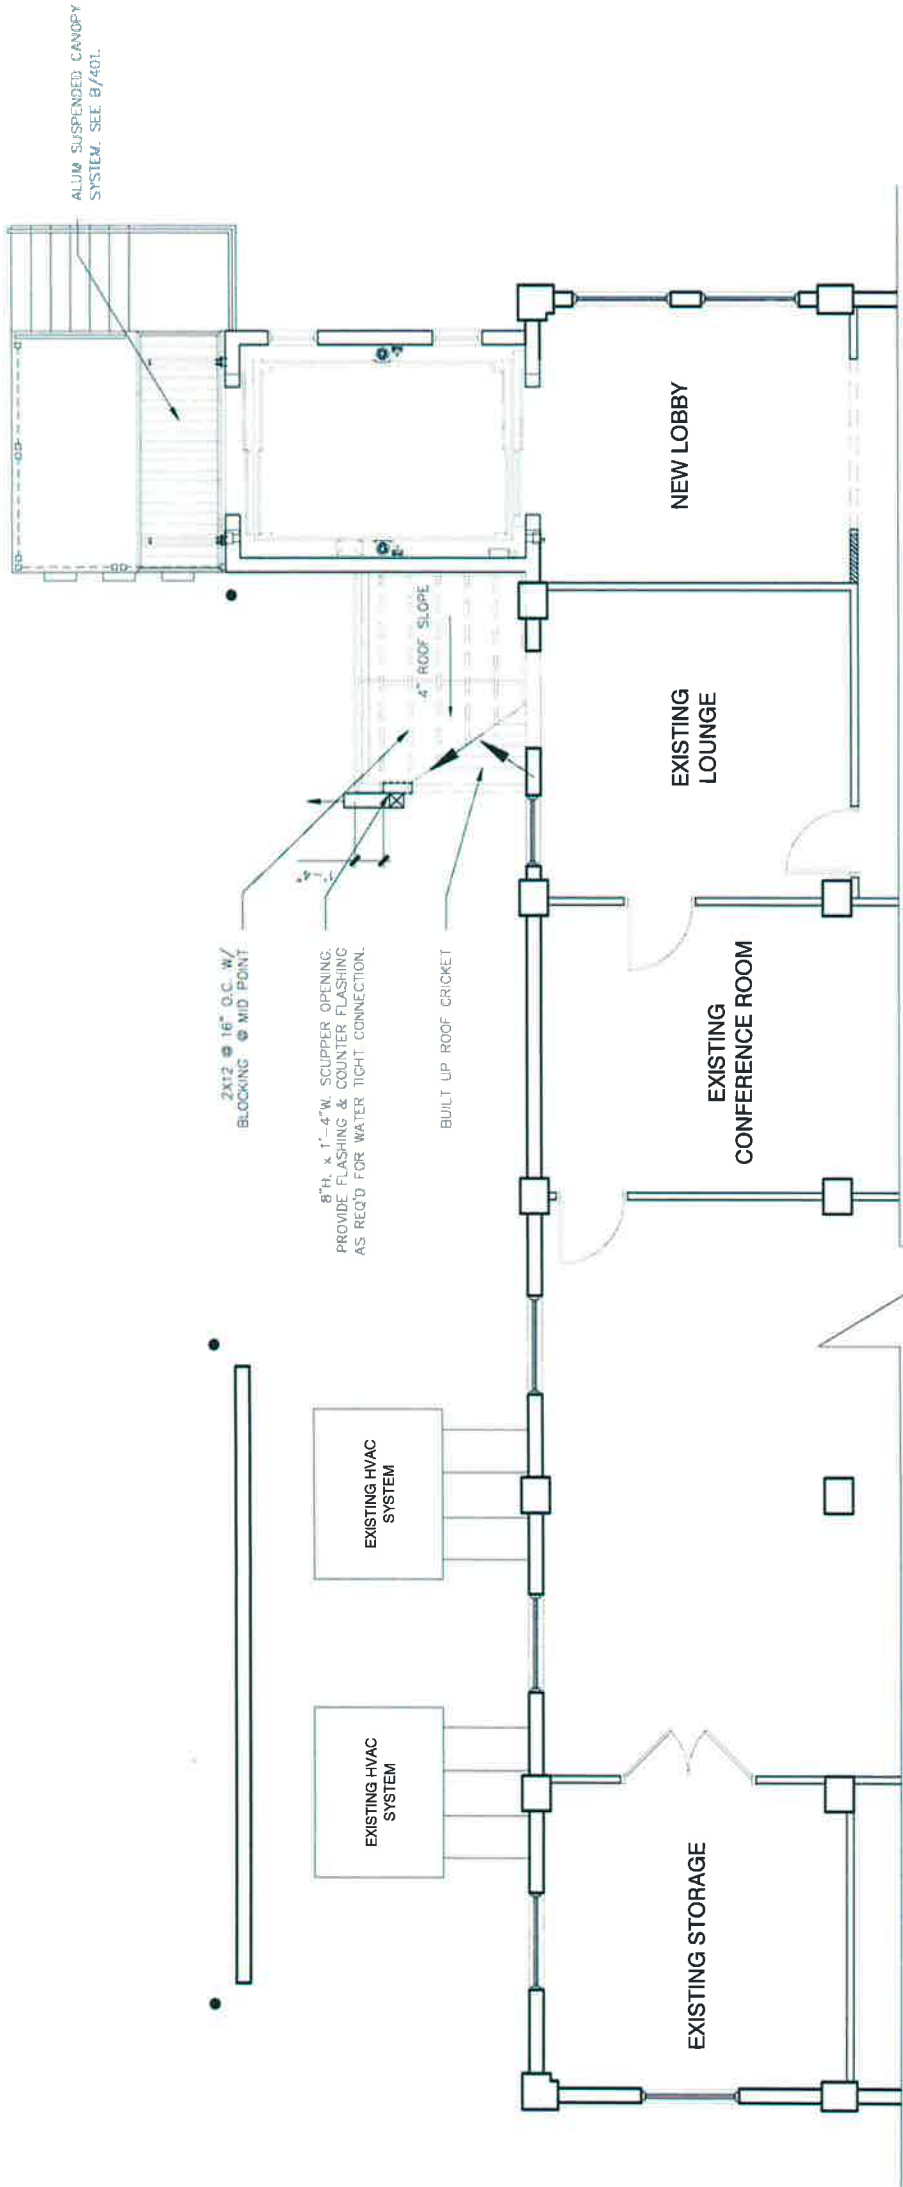 ALUM SUSPENDED CANOPY
SYSTEM. SEE B/401.
2X12 @ 16" O.C. W/
BLOCKING @ MID POINT
8"H. x 1'-4"W. SCUPPER OPENING.
PROVIDE FLASHING & COUNTER FLASHING
AS REQ'D FOR WATER TIGHT CONNECTION.
BUILT UP ROOF CRICKET
1'-4"
4" ROOF SLOPE
EXISTING HVAC
SYSTEM
EXISTING HVAC
SYSTEM
EXISTING STORAGE
EXISTING
CONFERENCE ROOM
EXISTING
LOUNGE
NEW LOBBY